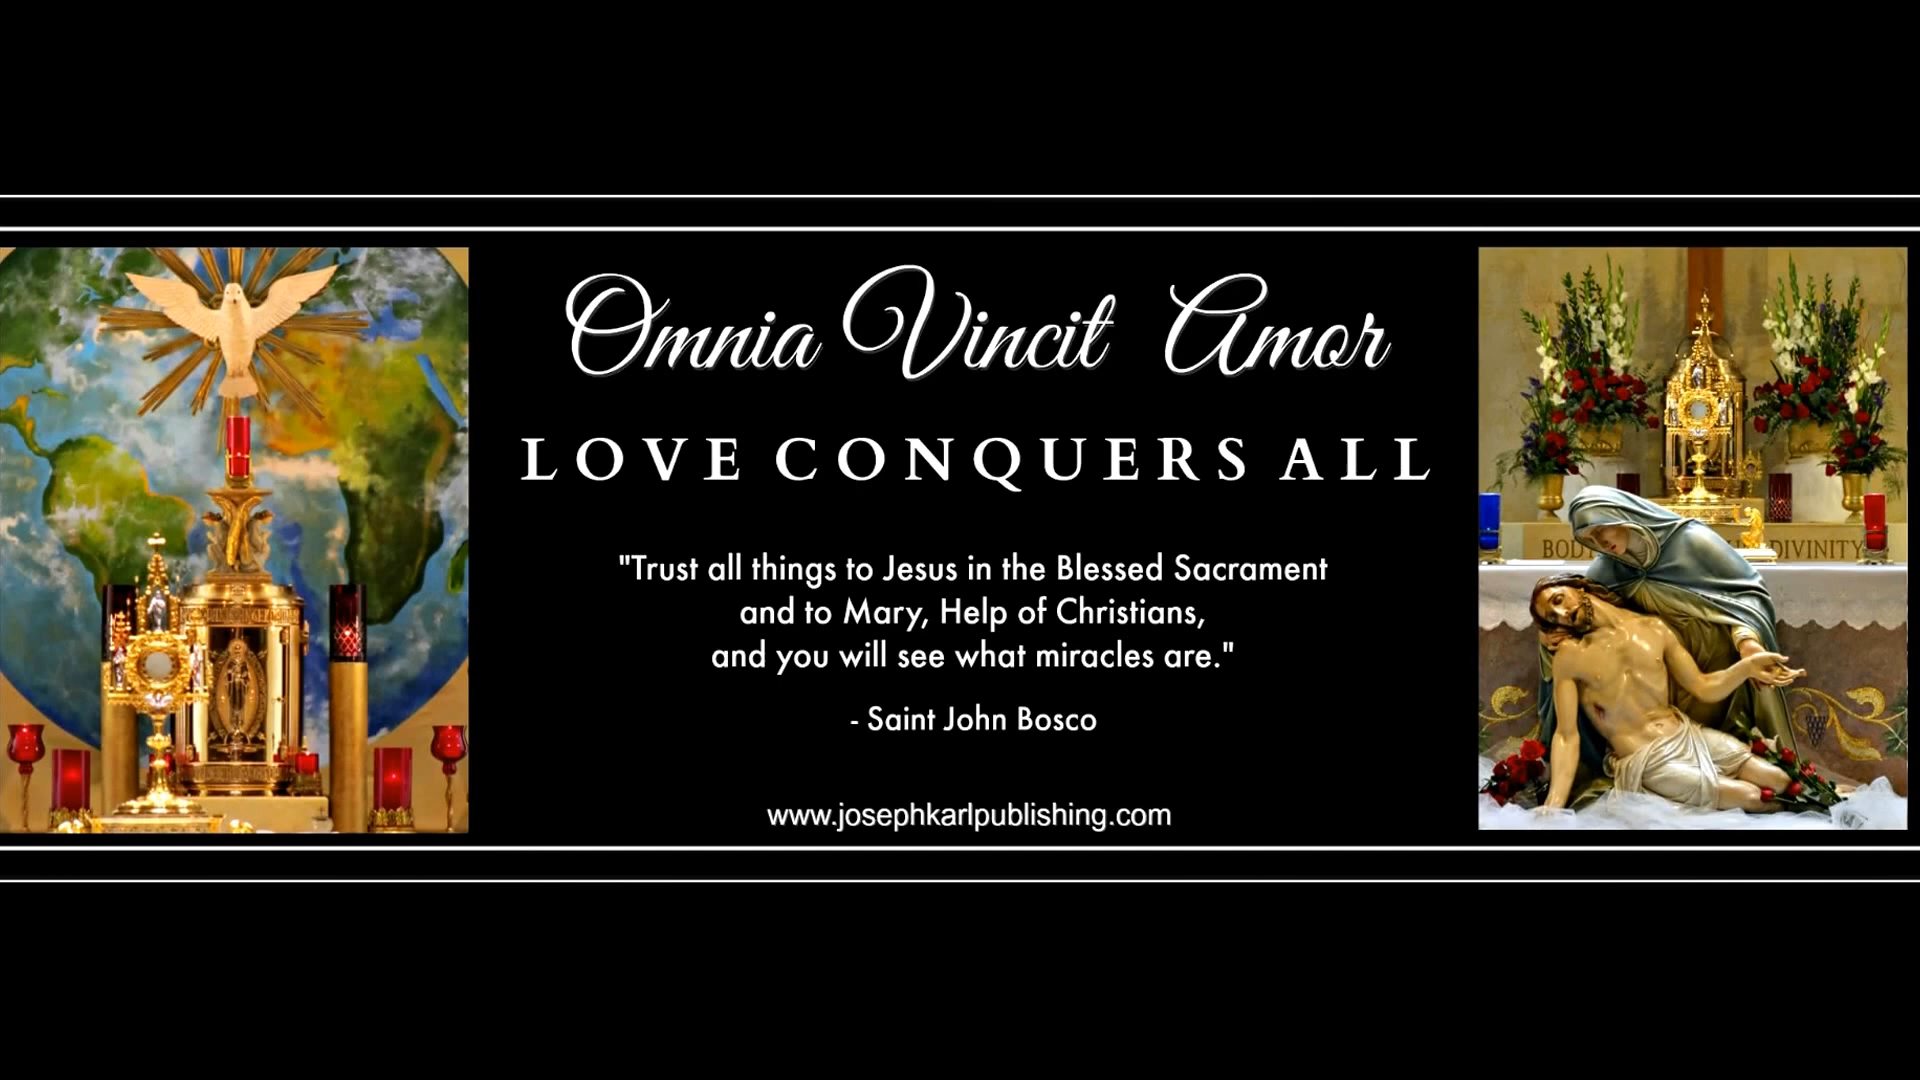 Omnia Vincit Amor
LOVE CONQUERS ALL
"Trust all things to Jesus in the Blessed Sacrament
and to Mary, Help of Christians,
and you will see what miracles are."
- Saint John Bosco
www.josephkarlpublishing.com
DIVINITY